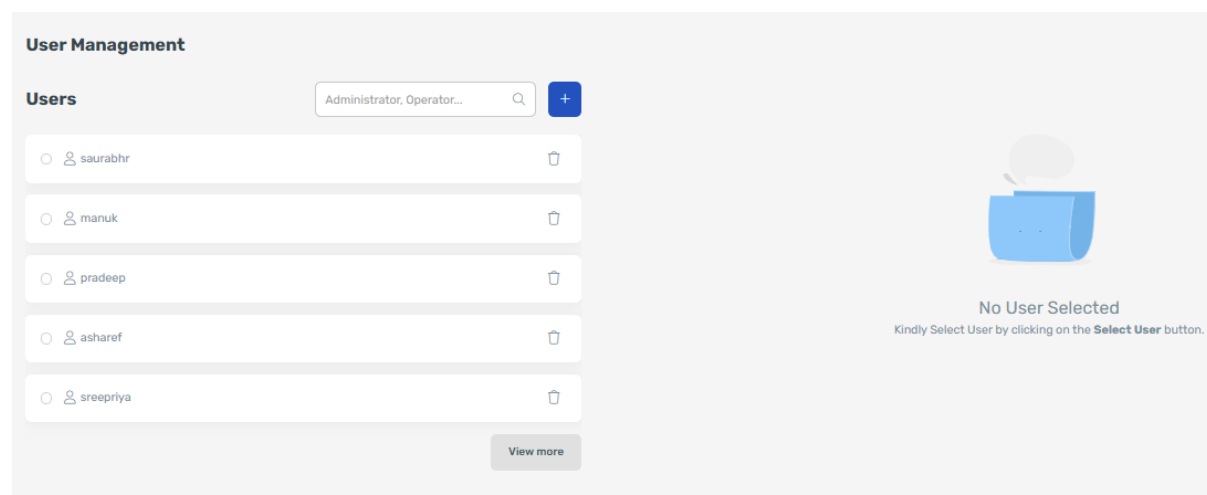 User Management
Users
Administrator, Operator...
+
saurabhr
manuk
pradeep
asharef
sreepriya
View more
No User Selected
Kindly Select User by clicking on the Select User button.